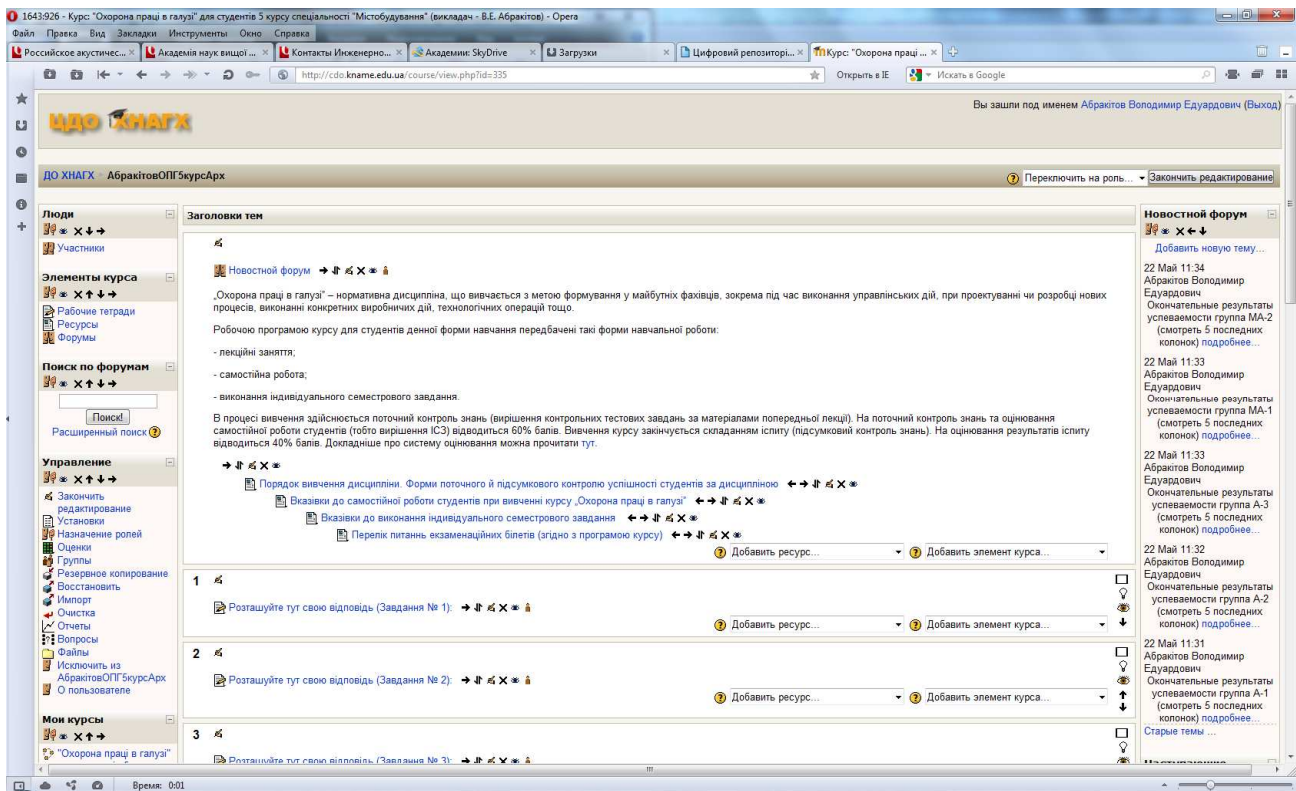 1643:926 - Курс: "Охорона праці в галузі" для студентів 5 курсу спеціальності "Містобудування" (викладач - В.Е. Абракітов) - Opera
Файл Правка Вид Закладки Инструменты Окно Справка
Российское акустичес... Академія наук вищої ... Контакты Инженерно... Академии: SkyDrive Загрузки Цифровий репозиторі... Курс: "Охорона праці ...
http://cdo.kname.edu.ua/course/view.php?id=335 Открыть в IE Искать в Google
Вы зашли под именем Абракітов Володимир Едуардович (Выход)
ЦДО ХНАГХ
ДО ХНАГХ АбракітовОПГ5курсАрх
Переключить на роль... Закончить редактирование
Люди
Участники
Элементы курса
Рабочие тетради
Ресурсы
Форумы
Поиск по форумам
Поиск!
Расширенный поиск
Управление
Закончить
редактирование
Установки
Назначение ролей
Оценки
Группы
Резервное копирование
Восстановить
Импорт
Очистка
Отчеты
Вопросы
Файлы
Исключить из
АбракітовОПГ5курсАрх
О пользователе
Мои курсы
"Охорона праці в галузі"
Заголовки тем
Новостной форум
„Охорона праці в галузі" – нормативна дисципліна, що вивчається з метою формування у майбутніх фахівців, зокрема під час виконання управлінських дій, при проектуванні чи розробці нових
процесів, виконанні конкретних виробничих дій, технологічних операцій тощо.
Робочою програмою курсу для студентів денної форми навчання передбачені такі форми навчальної роботи:
- лекційні заняття;
- самостійна робота;
- виконання індивідуального семестрового завдання.
В процесі вивчення здійснюється поточний контроль знань (вирішення контрольних тестових завдань за матеріалами попередньої лекції). На поточний контроль знань та оцінювання
самостійної роботи студентів (тобто вирішення ІСЗ) відводиться 60% балів. Вивчення курсу закінчується складанням іспиту (підсумковий контроль знань). На оцінювання результатів іспиту
відводиться 40% балів. Докладніше про систему оцінювання можна прочитати тут.
Порядок вивчення дисципліни. Форми поточного й підсумкового контролю успішності студентів за дисципліною
Вказівки до самостійної роботи студентів при вивченні курсу „Охорона праці в галузі"
Вказівки до виконання індивідуального семестрового завдання
Перелік питаннь екзаменаційних білетів (згідно з програмою курсу)
Добавить ресурс... Добавить элемент курса...
1
Розташуйте тут свою відповідь (Завдання № 1):
Добавить ресурс... Добавить элемент курса...
2
Розташуйте тут свою відповідь (Завдання № 2):
Добавить ресурс... Добавить элемент курса...
3
Розташуйте тут свою відповідь (Завдання № 3):
Новостной форум
Добавить новую тему...
22 Май 11:34
Абракітов Володимир
Едуардович
Окончательные результаты
успеваемости группа МА-2
(смотреть 5 последних
колонок) подробнее...
22 Май 11:33
Абракітов Володимир
Едуардович
Окончательные результаты
успеваемости группа МА-1
(смотреть 5 последних
колонок) подробнее...
22 Май 11:33
Абракітов Володимир
Едуардович
Окончательные результаты
успеваемости группа А-3
(смотреть 5 последних
колонок) подробнее...
22 Май 11:32
Абракітов Володимир
Едуардович
Окончательные результаты
успеваемости группа А-2
(смотреть 5 последних
колонок) подробнее...
22 Май 11:31
Абракітов Володимир
Едуардович
Окончательные результаты
успеваемости группа А-1
(смотреть 5 последних
колонок) подробнее...
Старые темы ...
Наступающие
Время: 0:01